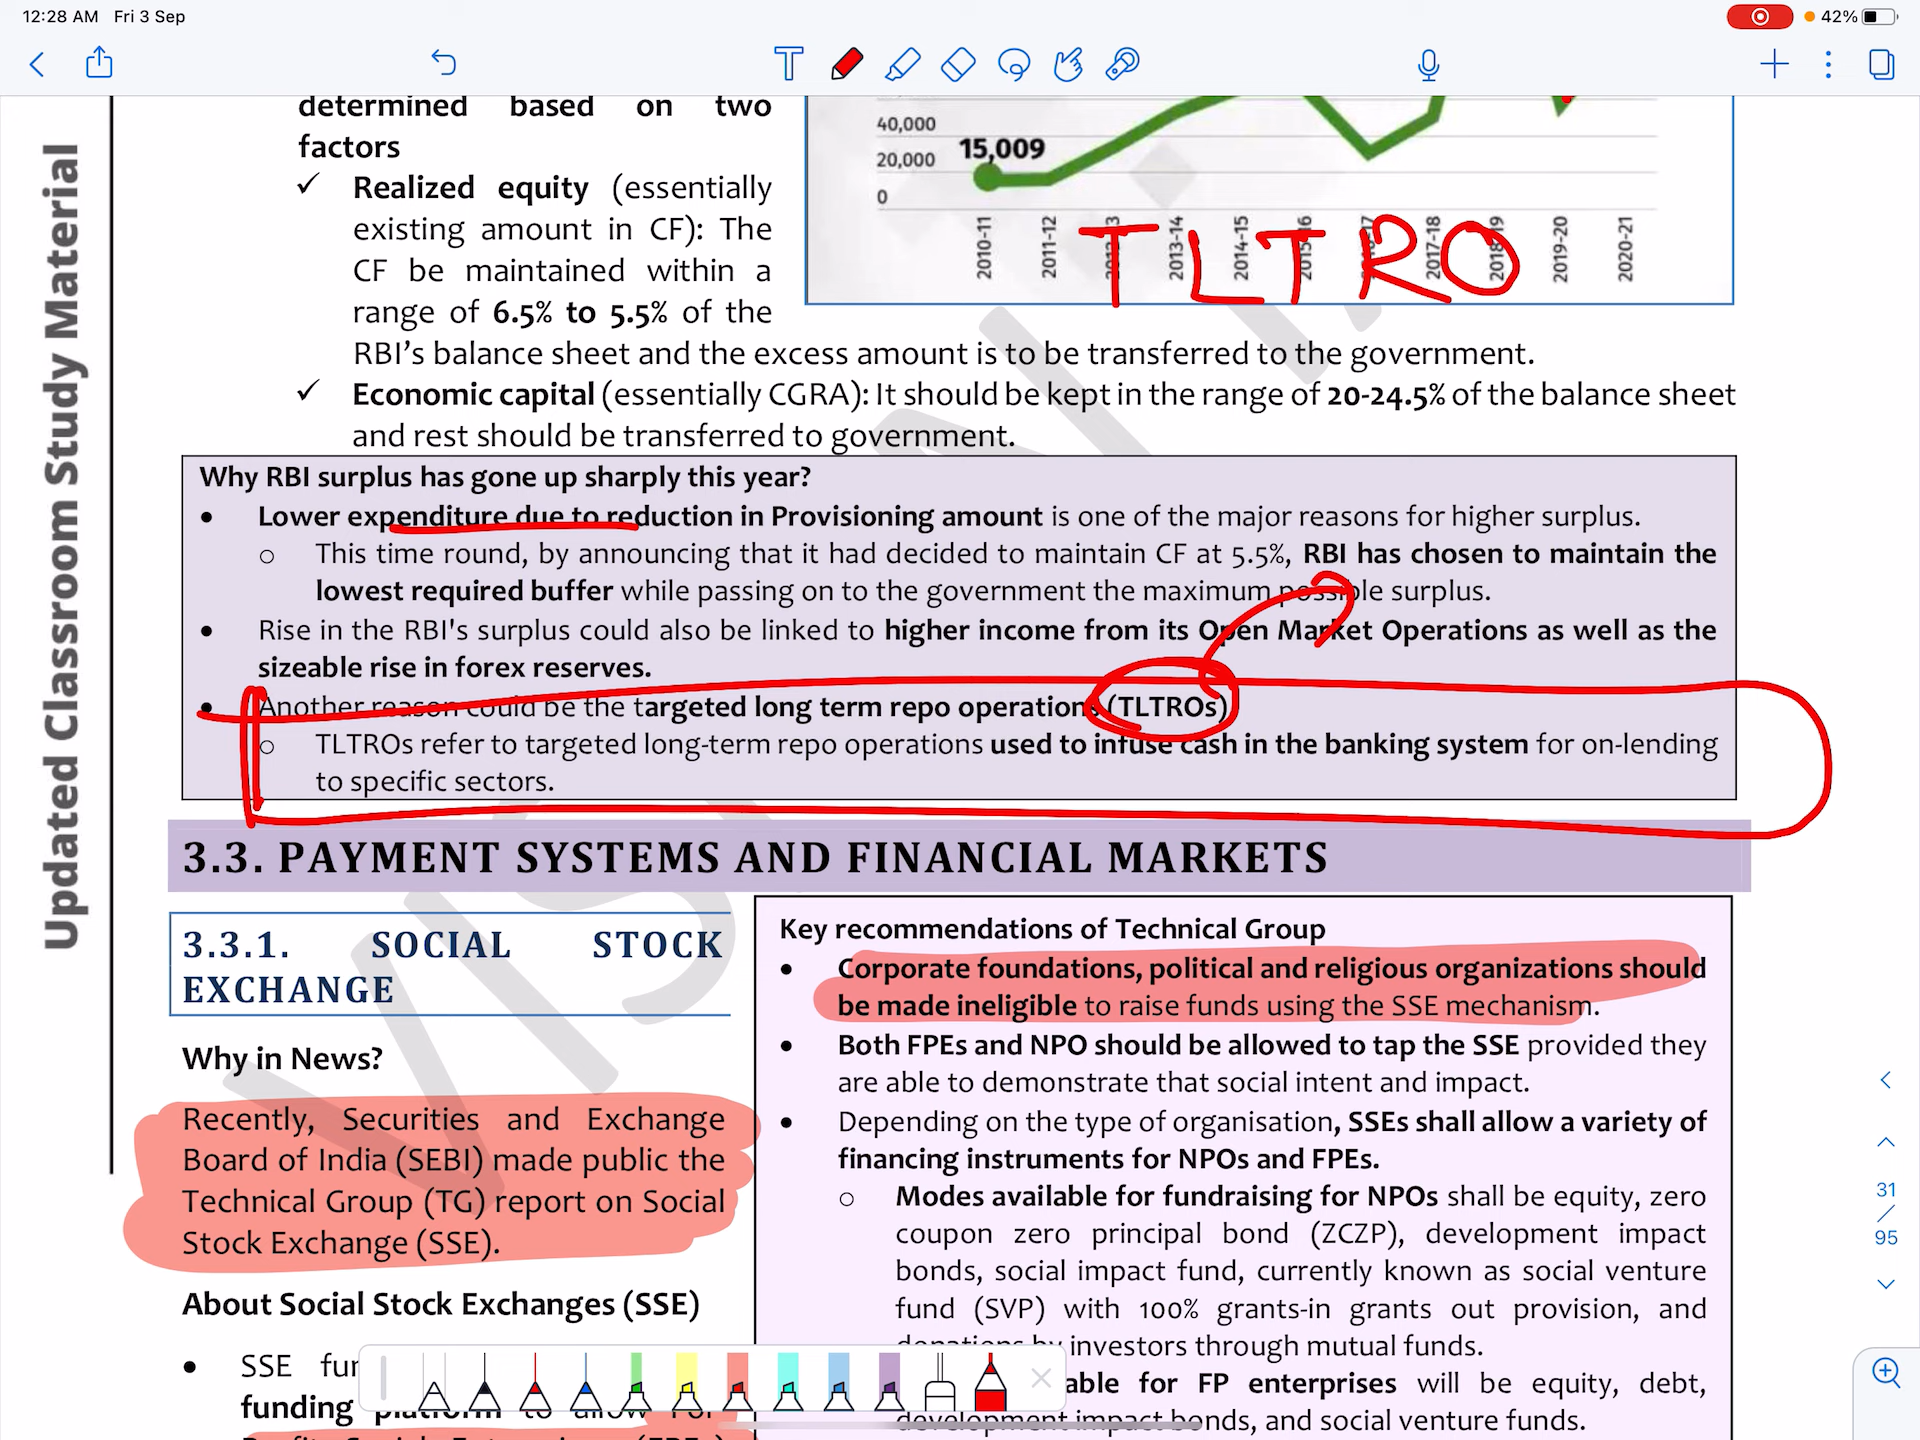 12:28 AM Fri 3 Sep
42%
Updated Classroom Study Material
determined based on two
factors
✓ Realized equity (essentially
existing amount in CF): The
CF be maintained within a
range of 6.5% to 5.5% of the
RBI's balance sheet and the excess amount is to be transferred to the government.
✓ Economic capital (essentially CGRA): It should be kept in the range of 20-24.5% of the balance sheet
and rest should be transferred to government.
40,000
20,000
0
15,009
2010-11
2011-12
2013-14
2014-15
2017-18
2019-20
2020-21
TLTRO
Why RBI surplus has gone up sharply this year?
• Lower expenditure due to reduction in Provisioning amount is one of the major reasons for higher surplus.
o This time round, by announcing that it had decided to maintain CF at 5.5%, RBI has chosen to maintain the
lowest required buffer while passing on to the government the maximum possible surplus.
• Rise in the RBI's surplus could also be linked to higher income from its Open Market Operations as well as the
sizeable rise in forex reserves.
• Another reason could be the targeted long term repo operations (TLTROs)
o TLTROs refer to targeted long-term repo operations used to infuse cash in the banking system for on-lending
to specific sectors.
3.3. PAYMENT SYSTEMS AND FINANCIAL MARKETS
3.3.1. SOCIAL STOCK
EXCHANGE
Why in News?
Recently, Securities and Exchange
Board of India (SEBI) made public the
Technical Group (TG) report on Social
Stock Exchange (SSE).
About Social Stock Exchanges (SSE)
• SSE
funding platform to allow
Key recommendations of Technical Group
• Corporate foundations, political and religious organizations should
be made ineligible to raise funds using the SSE mechanism.
• Both FPEs and NPO should be allowed to tap the SSE provided they
are able to demonstrate that social intent and impact.
• Depending on the type of organisation, SSEs shall allow a variety of
financing instruments for NPOs and FPEs.
o Modes available for fundraising for NPOs shall be equity, zero
coupon zero principal bond (ZCZP), development impact
bonds, social impact fund, currently known as social venture
fund (SVP) with 100% grants-in grants out provision, and
donations by investors through mutual funds.
for FP enterprises will be equity, debt,
development impact bonds, and social venture funds.
31
/
95